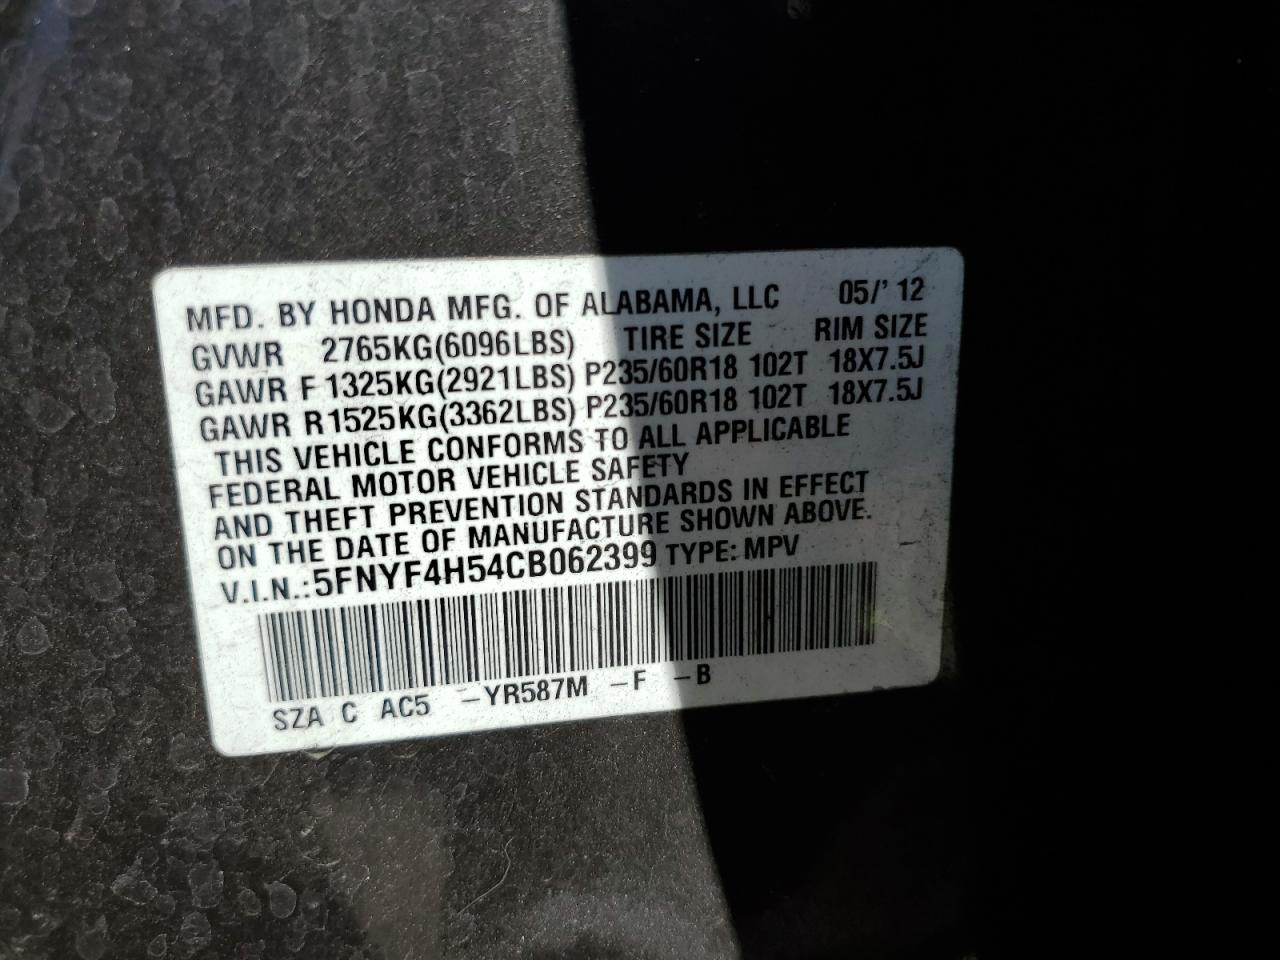 MFD. BY HONDA MFG. OF ALABAMA, LLC 05/' 12
GVWR 2765KG(6096LBS) TIRE SIZE RIM SIZE
GAWR F 1325KG(2921LBS) P235/60R18 102T 18X7.5J
GAWR R 1525KG(3362LBS) P235/60R18 102T 18X7.5J
THIS VEHICLE CONFORMS TO ALL APPLICABLE
FEDERAL MOTOR VEHICLE SAFETY
AND THEFT PREVENTION STANDARDS IN EFFECT
ON THE DATE OF MANUFACTURE SHOWN ABOVE.
V.I.N.: 5FNYF4H54CB062399 TYPE: MPV
SZA C AC5 –YR587M –F –B